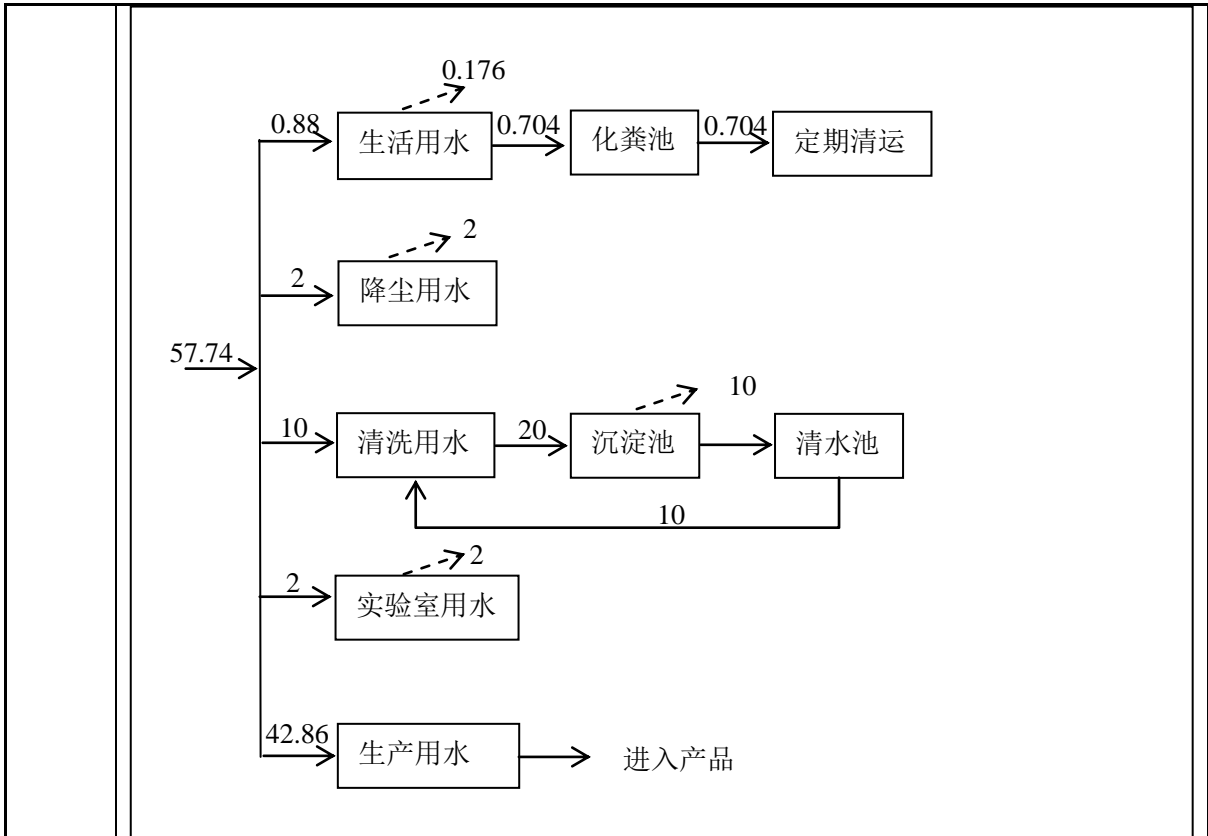 0.176
0.88
生活用水
0.704
化粪池
0.704
定期清运
2
2
降尘用水
57.74
10
10
清洗用水
20
沉淀池
清水池
10
2
2
实验室用水
42.86
生产用水
进入产品